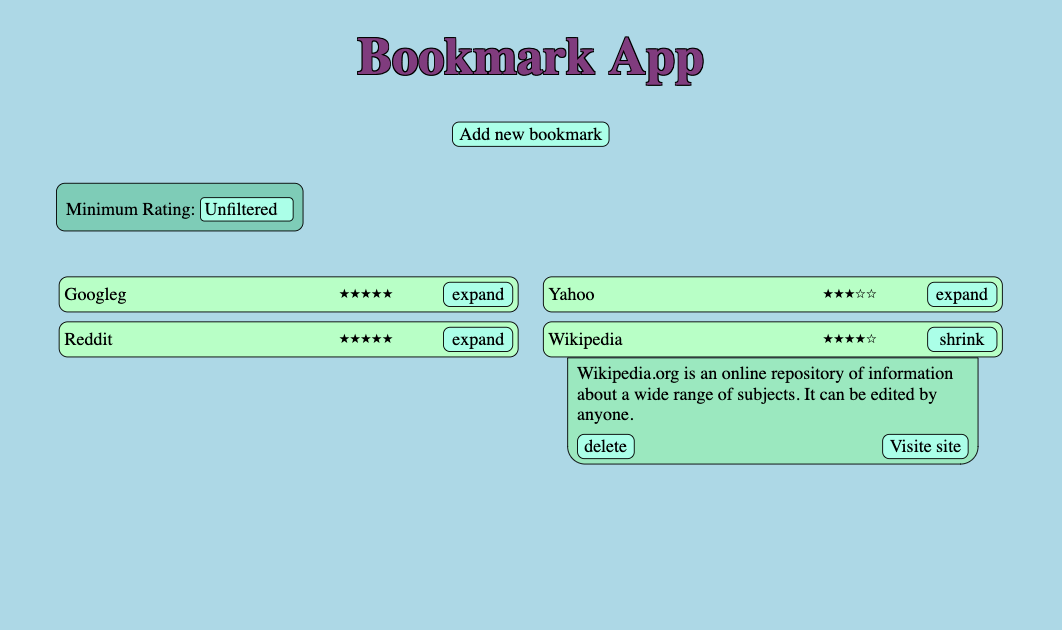 Bookmark App
Add new bookmark
Minimum Rating: Unfiltered
Googleg ★★★★★ expand
Yahoo ★★★☆☆ expand
Reddit ★★★★★ expand
Wikipedia ★★★★☆ shrink
Wikipedia.org is an online repository of information
about a wide range of subjects. It can be edited by
anyone.
delete Visite site